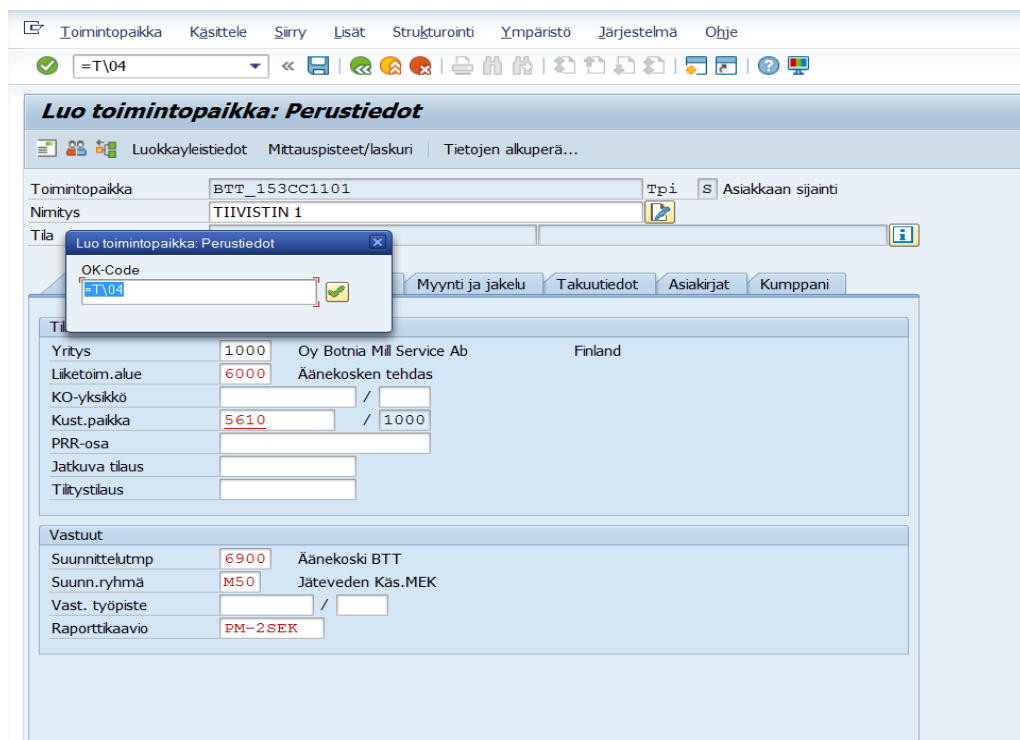 Toimintopaikka Käsittele Siirry Lisät Strukturointi Ympäristö Järjestelmä Ohje
=T\04
Luo toimintopaikka: Perustiedot
Luokkayleistiedot Mittauspisteet/laskuri Tietojen alkuperä...
Toimintopaikka BTT_153CC1101 Tpi S Asiakkaan sijainti
Nimitys TIIVISTIN 1
Tila
Luo toimintopaikka: Perustiedot
OK-Code
=T\04
Myynti ja jakelu Takuutiedot Asiakirjat Kumppani
Yritys 1000 Oy Botnia Mill Service Ab Finland
Liiketoim.alue 6000 Äänekosken tehdas
KO-yksikkö /
Kust.paikka 5610 / 1000
PRR-osa
Jatkuva tilaus
Tilitystilaus
Vastuut
Suunnittelutmp 6900 Äänekoski BTT
Suunn.ryhmä M50 Jäteveden Käs.MEK
Vast. työpiste /
Raporttikaavio PM-2SEK